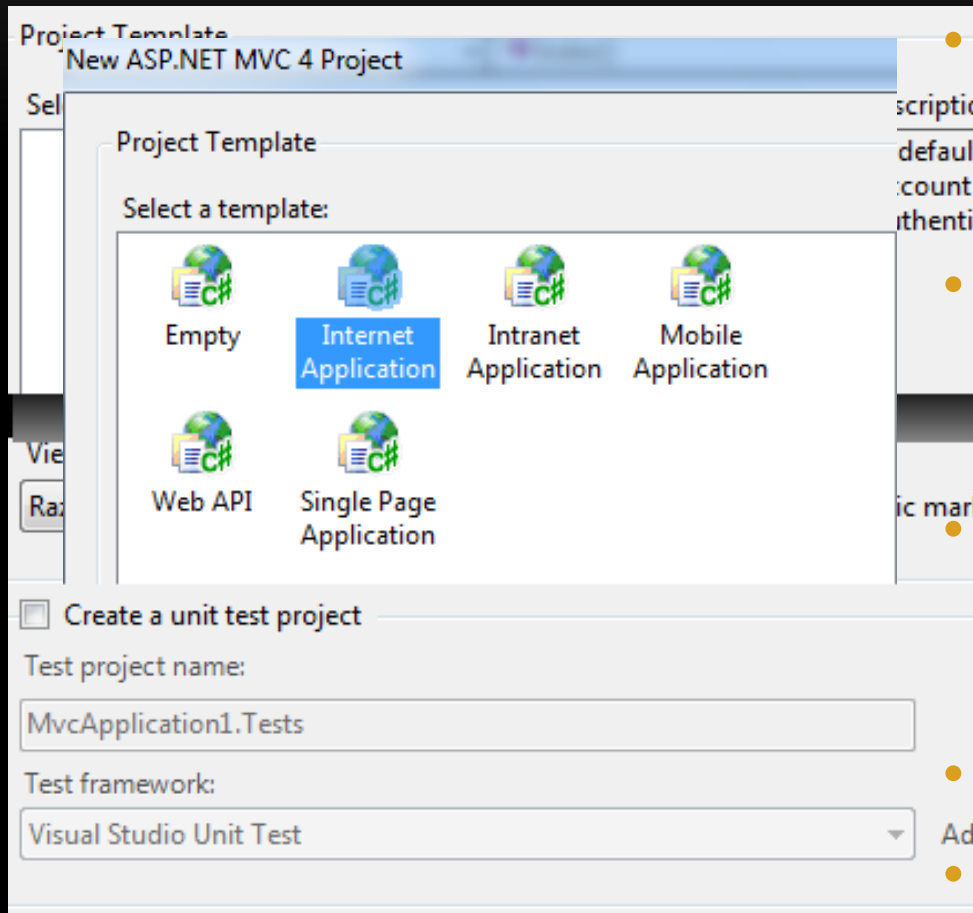 Project Template
New ASP.NET MVC 4 Project
Project Template
Select a template:
C# C# C# C#
Empty
Internet Application
Intranet Application
Mobile Application
C# C#
Web API
Single Page Application
Create a unit test project
Test project name:
MvcApplication1.Tests
Test framework:
Visual Studio Unit Test